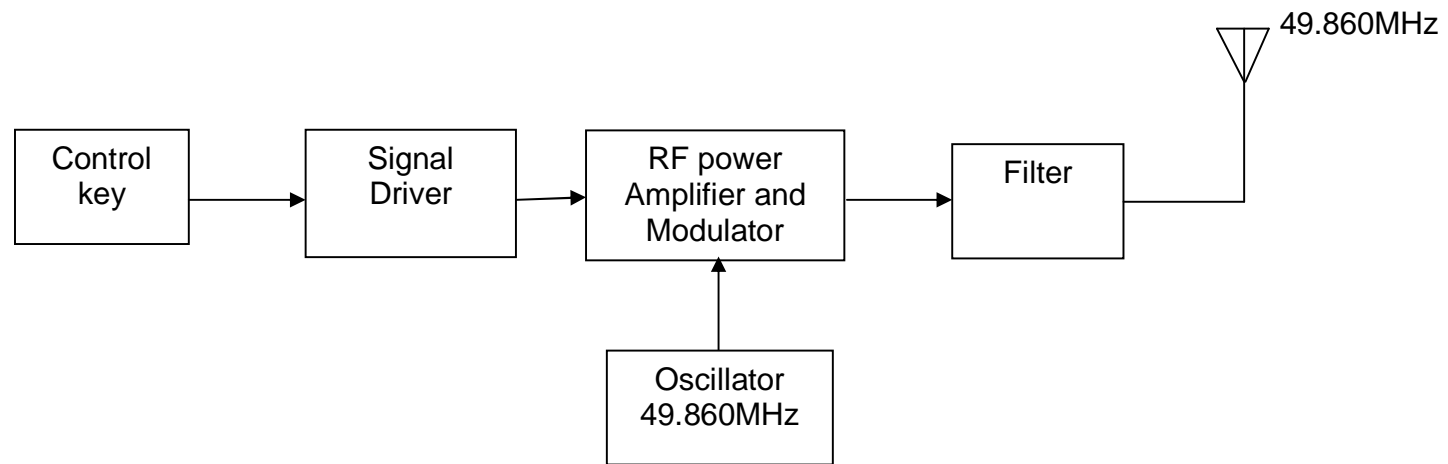 49.860MHz
Control
key
Signal
Driver
RF power
Amplifier and
Modulator
Filter
Oscillator
49.860MHz